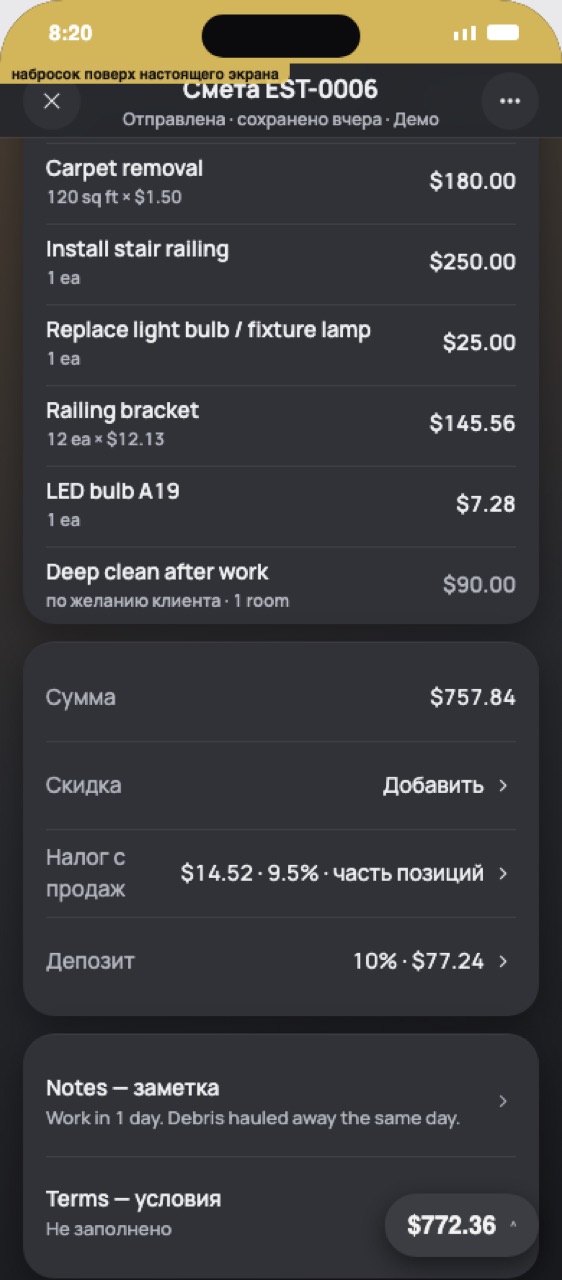 8:20
набросок поверх настоящего экрана
Смета EST-0006
Отправлена · сохранено вчера · Демо
Carpet removal
$180.00
120 sq ft × $1.50
Install stair railing
$250.00
1 ea
Replace light bulb / fixture lamp
$25.00
1 ea
Railing bracket
$145.56
12 ea × $12.13
LED bulb A19
$7.28
1 ea
Deep clean after work
$90.00
по желанию клиента · 1 room
Сумма
$757.84
Скидка
Добавить
Налог с
продаж
$14.52 · 9.5% · часть позиций
Депозит
10% · $77.24
Notes — заметка
Work in 1 day. Debris hauled away the same day.
Terms — условия
Не заполнено
$772.36